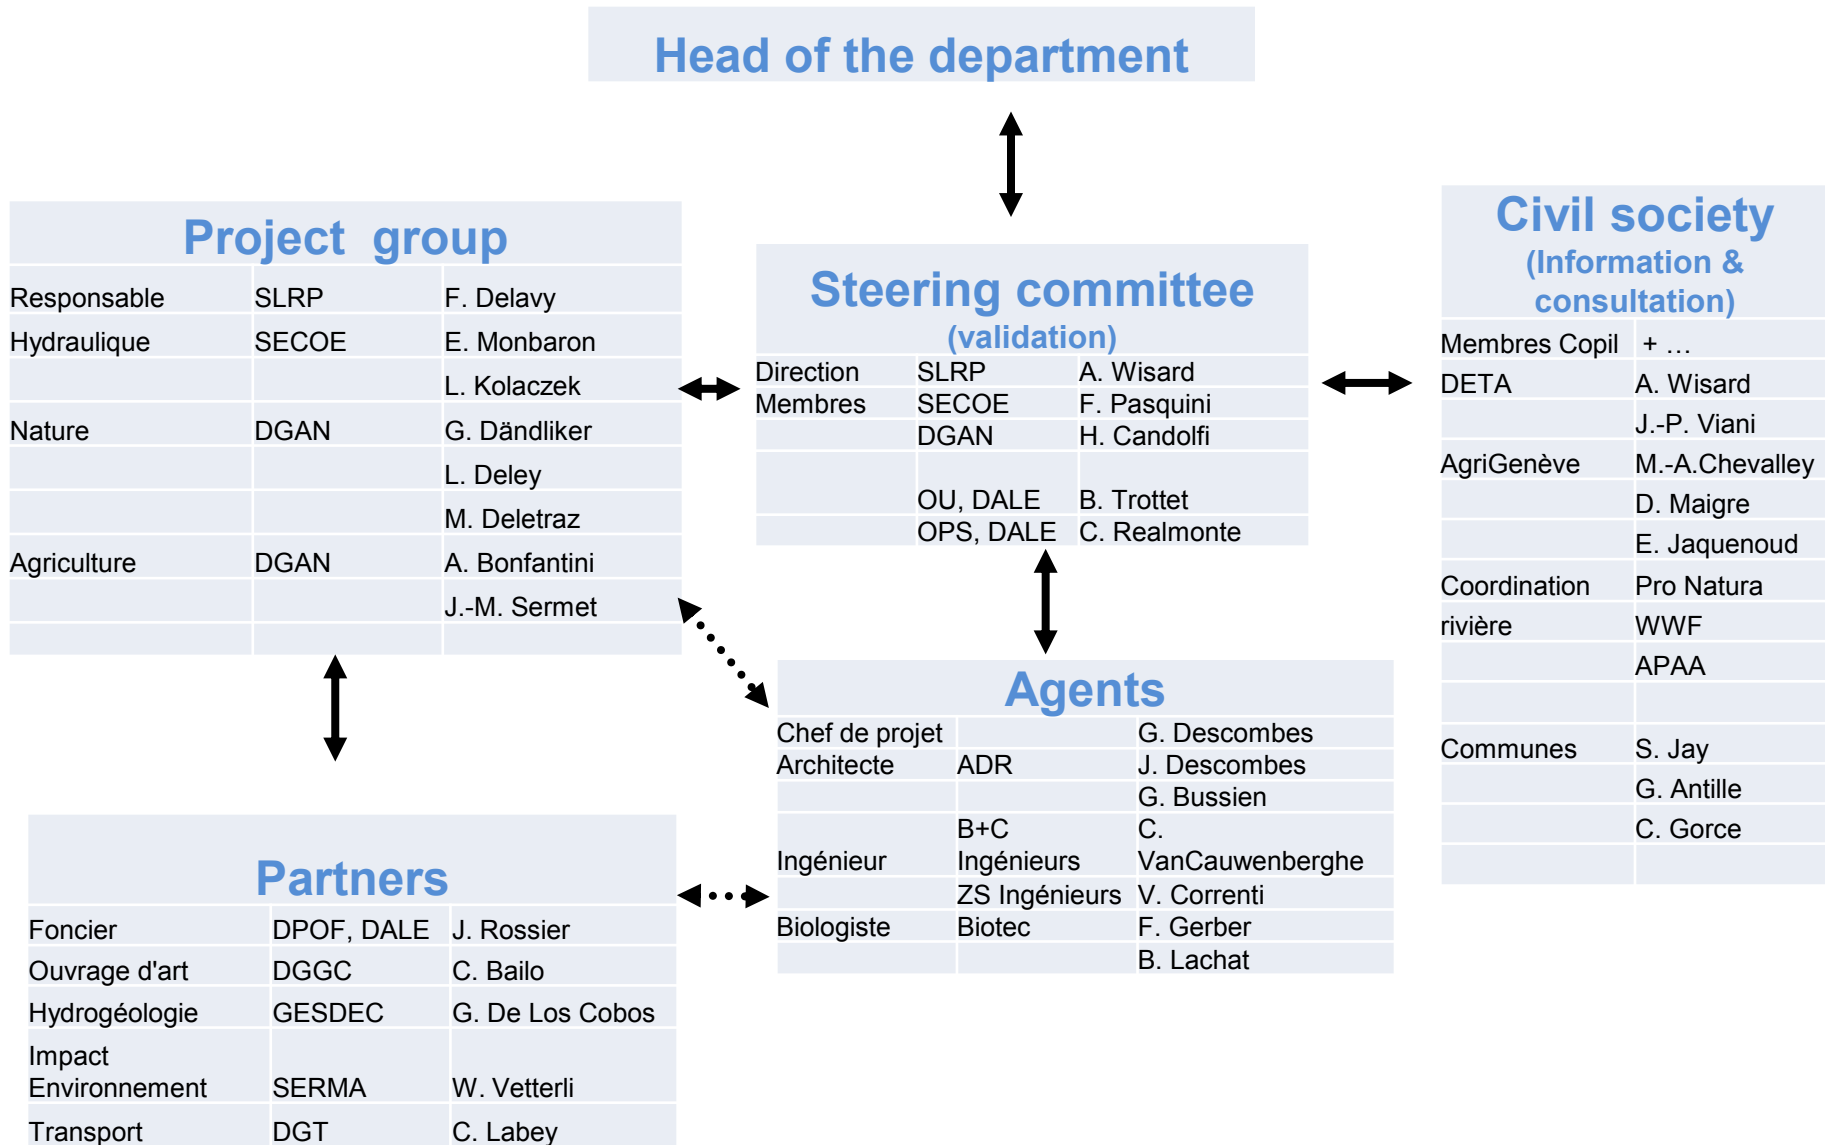 Head of the department
Project group
Responsable SLRP F. Delavy
Hydraulique SECOE E. Monbaron
L. Kolaczek
Nature DGAN G. Dändliker
L. Deley
M. Deletraz
Agriculture DGAN A. Bonfantini
J.-M. Sermet
Steering committee
(validation)
Direction SLRP A. Wisard
Membres SECOE F. Pasquini
DGAN H. Candolfi
OU, DALE B. Trottet
OPS, DALE C. Realmonte
Civil society
(Information &
consultation)
Membres Copil + …
DETA A. Wisard
J.-P. Viani
AgriGenève M.-A.Chevalley
D. Maigre
E. Jaquenoud
Coordination Pro Natura
rivière WWF
APAA
Communes S. Jay
G. Antille
C. Gorce
Agents
Chef de projet G. Descombes
Architecte ADR J. Descombes
G. Bussien
B+C C.
Ingénieur Ingénieurs VanCauwenberghe
ZS Ingénieurs V. Correnti
Biologiste Biotec F. Gerber
B. Lachat
Partners
Foncier DPOF, DALE J. Rossier
Ouvrage d'art DGGC C. Bailo
Hydrogéologie GESDEC G. De Los Cobos
Impact
Environnement SERMA W. Vetterli
Transport DGT C. Labey